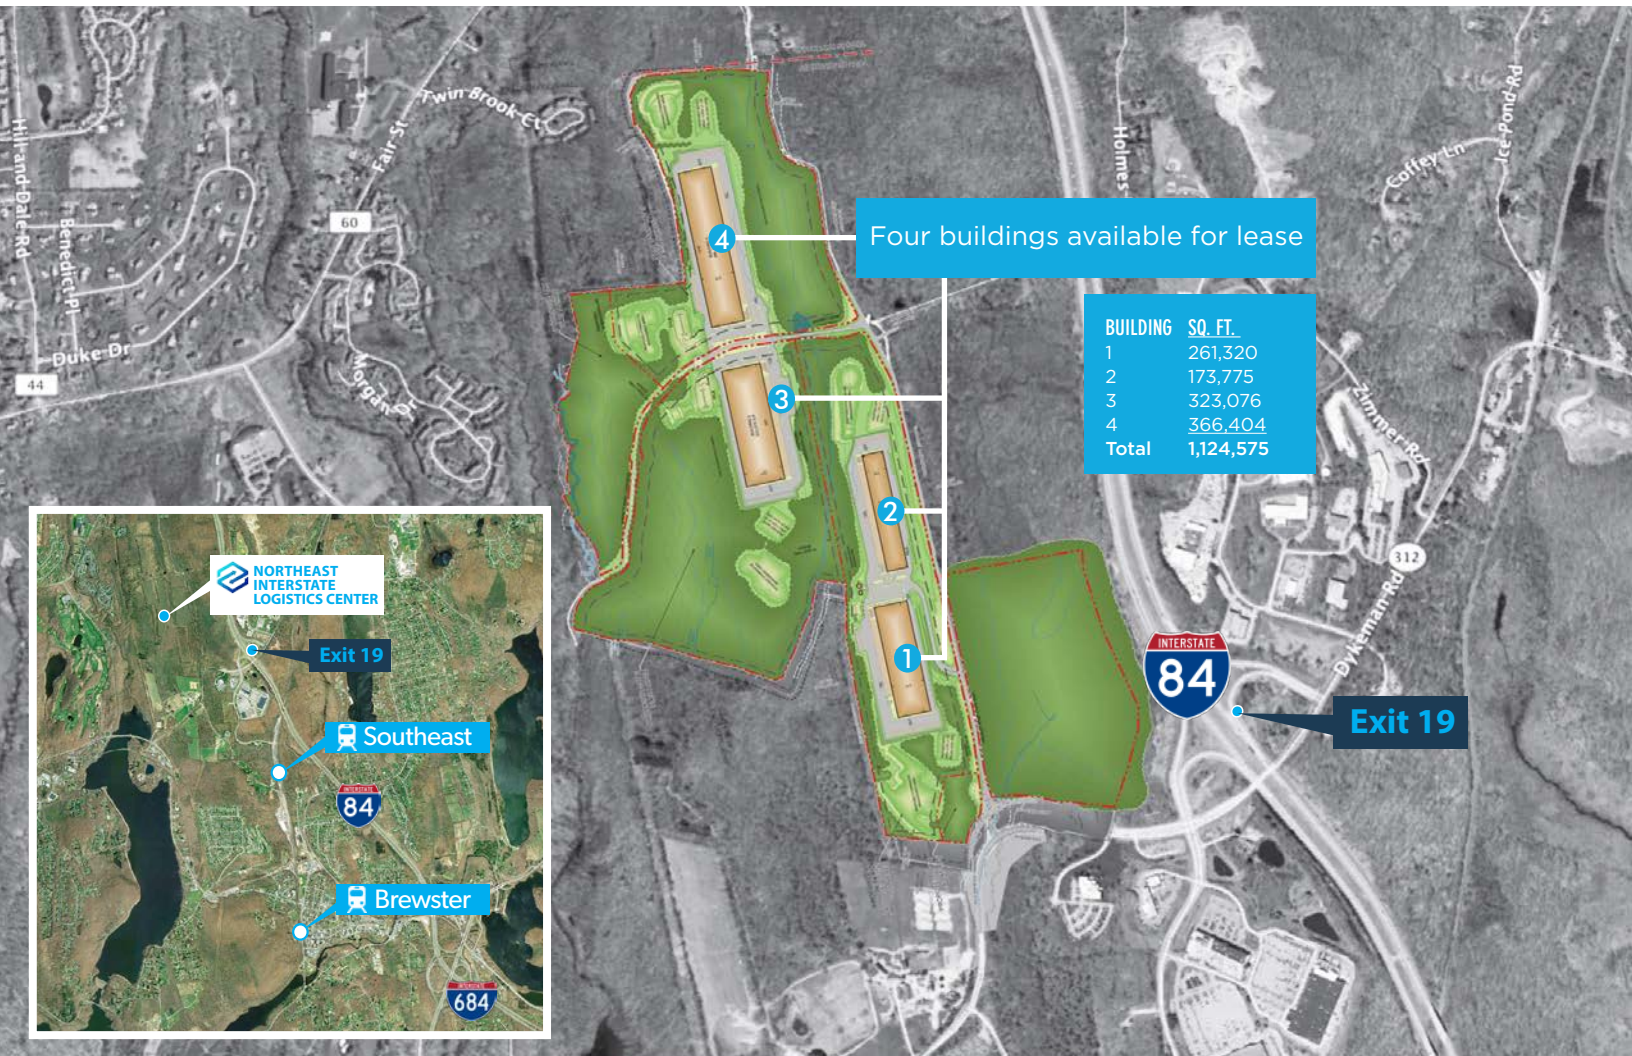 Hill and Dale Rd
Benedict Pl
Duke Dr
44
60
Fair St
Twin Brook Ct
Morgan
Holmes
Coffey Ln
Ice Pond Rd
Zimmer Rd
312
Dykeman Rd
Four buildings available for lease
BUILDING SQ. FT.
1 261,320
2 173,775
3 323,076
4 366,404
Total 1,124,575
4
3
2
1
INTERSTATE
84
Exit 19
NORTHEAST
INTERSTATE
LOGISTICS CENTER
Exit 19
Southeast
INTERSTATE
84
Brewster
INTERSTATE
684